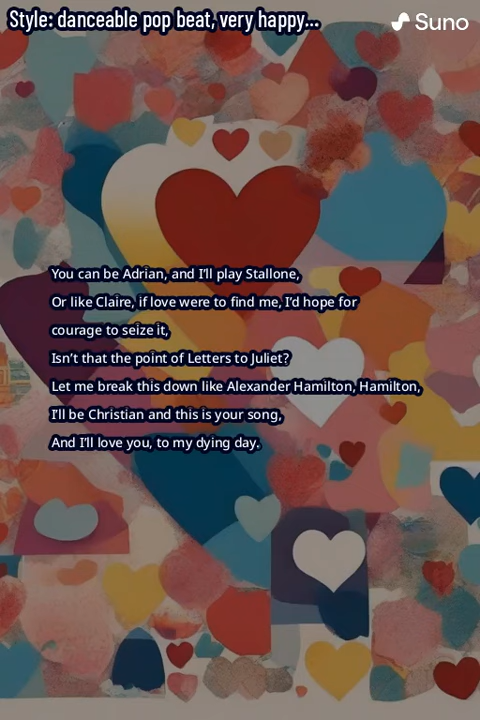 Style: danceable pop beat, very happy...
Suno
You can be Adrian, and I'll play Stallone,
Or like Claire, if love were to find me, I'd hope for
courage to seize it,
Isn't that the point of Letters to Juliet?
Let me break this down like Alexander Hamilton, Hamilton,
I'll be Christian and this is your song,
And I'll love you, to my dying day.